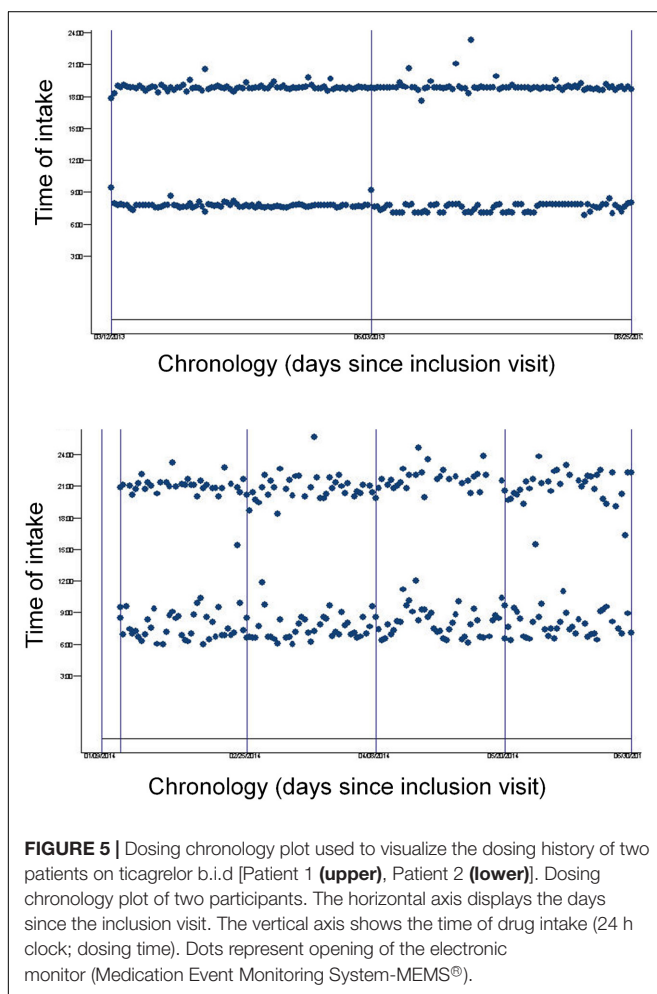 24:00
21:00
18:00
15:00
12:00
9:00
6:00
3:00
Time of intake
06/03/2013
Chronology (days since inclusion visit)
24:00
21:00
18:00
15:00
12:00
9:00
6:00
3:00
Time of intake
Chronology (days since inclusion visit)
FIGURE 5 | Dosing chronology plot used to visualize the dosing history of two
patients on ticagrelor b.i.d [Patient 1 (upper), Patient 2 (lower)]. Dosing
chronology plot of two participants. The horizontal axis displays the days
since the inclusion visit. The vertical axis shows the time of drug intake (24 h
clock; dosing time). Dots represent opening of the electronic
monitor (Medication Event Monitoring System-MEMS®).